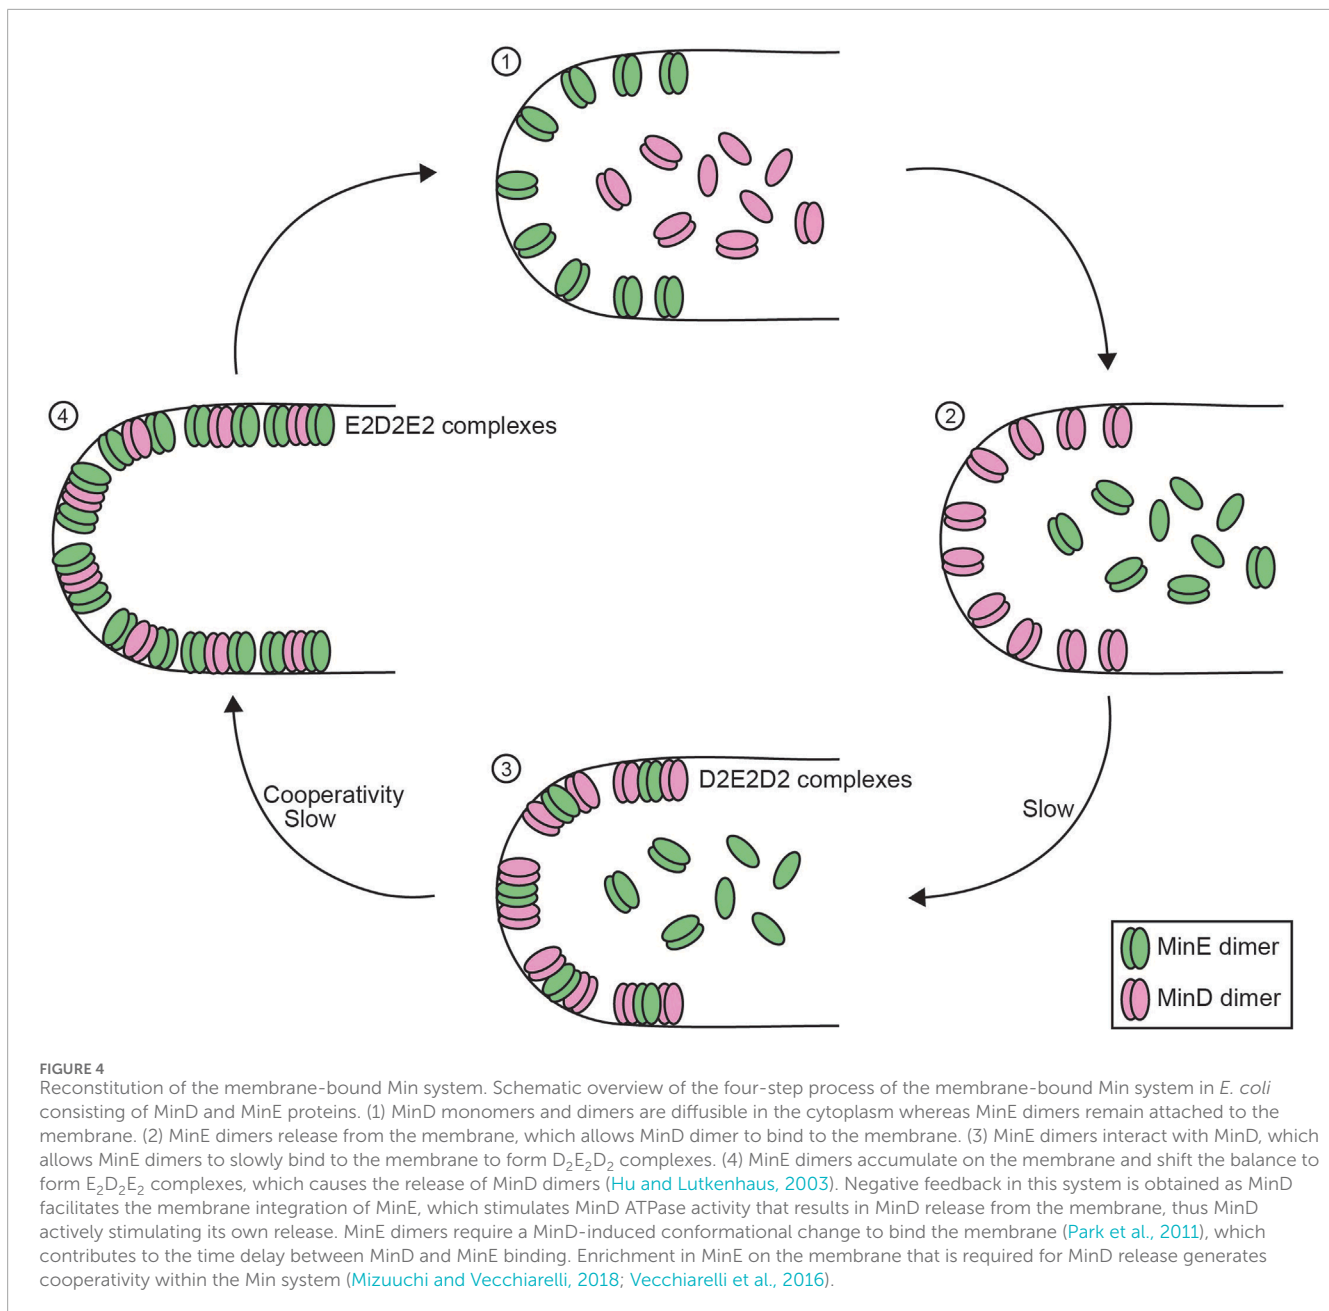 1
4
E2D2E2 complexes
2
3
D2E2D2 complexes
Cooperativity
Slow
Slow
MinE dimer
MinD dimer
FIGURE 4
Reconstitution of the membrane-bound Min system. Schematic overview of the four-step process of the membrane-bound Min system in E. coli
consisting of MinD and MinE proteins. (1) MinD monomers and dimers are diffusible in the cytoplasm whereas MinE dimers remain attached to the
membrane. (2) MinE dimers release from the membrane, which allows MinD dimer to bind to the membrane. (3) MinE dimers interact with MinD, which
allows MinE dimers to slowly bind to the membrane to form D₂E₂D₂ complexes. (4) MinE dimers accumulate on the membrane and shift the balance to
form E₂D₂E₂ complexes, which causes the release of MinD dimers (Hu and Lutkenhaus, 2003). Negative feedback in this system is obtained as MinD
facilitates the membrane integration of MinE, which stimulates MinD ATPase activity that results in MinD release from the membrane, thus MinD
actively stimulating its own release. MinE dimers require a MinD-induced conformational change to bind the membrane (Park et al., 2011), which
contributes to the time delay between MinD and MinE binding. Enrichment in MinE on the membrane that is required for MinD release generates
cooperativity within the Min system (Mizuuchi and Vecchiarelli, 2018; Vecchiarelli et al., 2016).